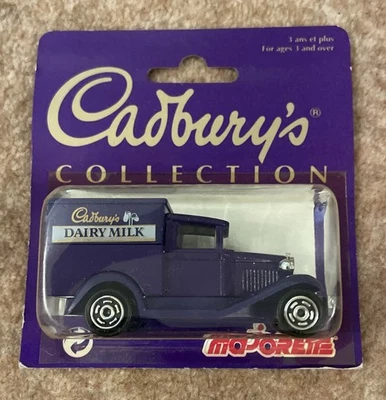 3 ans et plus
For ages 3 and over
Cadbury's®
COLLECTION
Cadbury's
DAIRY MILK
MAJORETTE